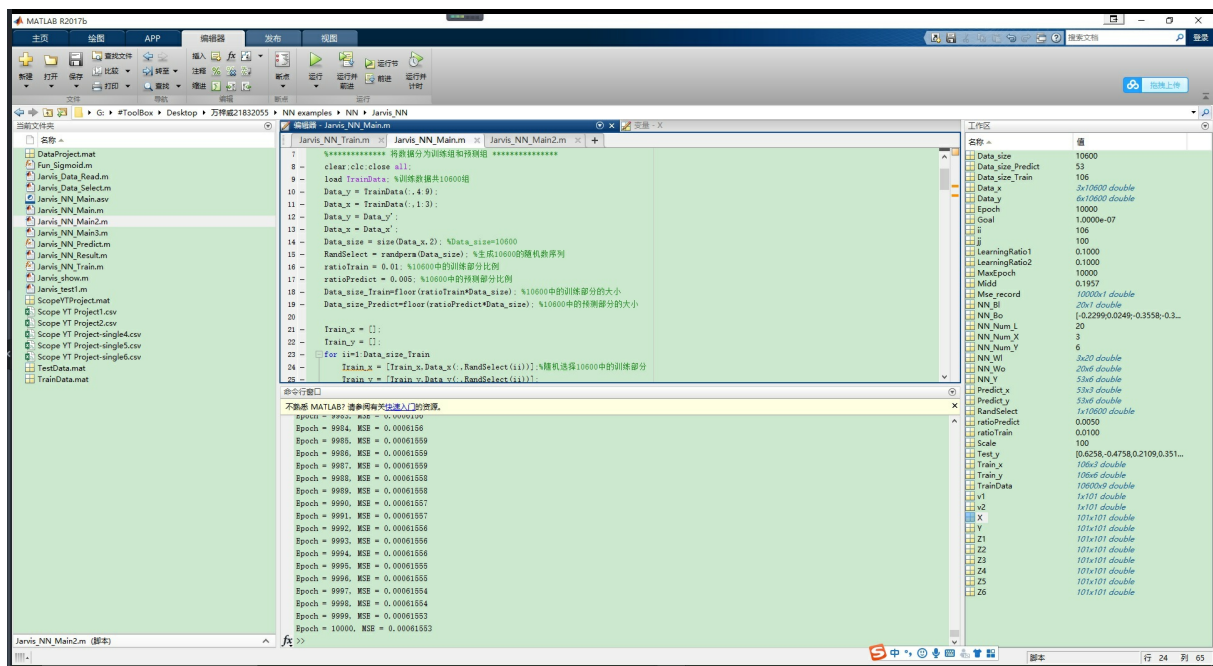 MATLAB R2017b
主页 绘图 APP 编辑器 发布 视图
搜索文档 登录
新建 打开 保存 查找文件 比较 打印 转至 查找 插入 注释 缩进 断点 运行 运行并前进 运行节 前进 运行并计时
拖拽上传
文件 导航 编辑 断点 运行
G: ▸ #ToolBox ▸ Desktop ▸ 万梓威21832055 ▸ NN examples ▸ NN ▸ Jarvis_NN
当前文件夹
名称
DataProject.mat
Fun_Sigmoid.m
Jarvis_Data_Read.m
Jarvis_Data_Select.m
Jarvis_NN_Main.asv
Jarvis_NN_Main.m
Jarvis_NN_Main2.m
Jarvis_NN_Main3.m
Jarvis_NN_Predict.m
Jarvis_NN_Result.m
Jarvis_NN_Train.m
Jarvis_show.m
Jarvis_test1.m
ScopeYTProject.mat
Scope YT Project1.csv
Scope YT Project2.csv
Scope YT Project-single4.csv
Scope YT Project-single5.csv
Scope YT Project-single6.csv
TestData.mat
TrainData.mat
Jarvis_NN_Main2.m (脚本)
编辑器 - Jarvis_NN_Main.m 变量 - X
Jarvis_NN_Train.m Jarvis_NN_Main.m Jarvis_NN_Main2.m +
7 %************* 将数据分为训练组和预测组 ***************
8 – clear;clc;close all;
9 – load TrainData; %训练数据共10600组
10 – Data_y = TrainData(:,4:9);
11 – Data_x = TrainData(:,1:3);
12 – Data_y = Data_y';
13 – Data_x = Data_x';
14 – Data_size = size(Data_x,2); %Data_size=10600
15 – RandSelect = randperm(Data_size); %生成10600的随机数序列
16 – ratioTrain = 0.01; %10600中的训练部分比例
17 – ratioPredict = 0.005; %10600中的预测部分比例
18 – Data_size_Train=floor(ratioTrain*Data_size); %10600中的训练部分的大小
19 – Data_size_Predict=floor(ratioPredict*Data_size); %10600中的预测部分的大小
20
21 – Train_x = [];
22 – Train_y = [];
23 – for ii=1:Data_size_Train
24 – Train_x = [Train_x,Data_x(:,RandSelect(ii))];%随机选择10600中的训练部分
25 – Train_y = [Train_y,Data_y(:,RandSelect(ii))];
命令行窗口
不熟悉 MATLAB? 请参阅有关快速入门的资源。
Epoch = 9983, MSE = 0.0006156
Epoch = 9984, MSE = 0.0006156
Epoch = 9985, MSE = 0.00061559
Epoch = 9986, MSE = 0.00061559
Epoch = 9987, MSE = 0.00061559
Epoch = 9988, MSE = 0.00061558
Epoch = 9989, MSE = 0.00061558
Epoch = 9990, MSE = 0.00061557
Epoch = 9991, MSE = 0.00061557
Epoch = 9992, MSE = 0.00061556
Epoch = 9993, MSE = 0.00061556
Epoch = 9994, MSE = 0.00061556
Epoch = 9995, MSE = 0.00061555
Epoch = 9996, MSE = 0.00061555
Epoch = 9997, MSE = 0.00061554
Epoch = 9998, MSE = 0.00061554
Epoch = 9999, MSE = 0.00061553
Epoch = 10000, MSE = 0.00061553
fx >>
工作区
名称 值
Data_size 10600
Data_size_Predict 53
Data_size_Train 106
Data_x 3x10600 double
Data_y 6x10600 double
Epoch 10000
Goal 1.0000e-07
ii 106
jj 100
LearningRatio1 0.1000
LearningRatio2 0.1000
MaxEpoch 10000
Midd 0.1957
Mse_record 10000x1 double
NN_Bl 20x1 double
NN_Bo [-0.2299;0.0249;-0.3558;-0.3...
NN_Num_L 20
NN_Num_X 3
NN_Num_Y 6
NN_Wl 3x20 double
NN_Wo 20x6 double
NN_Y 53x6 double
Predict_x 53x3 double
Predict_y 53x6 double
RandSelect 1x10600 double
ratioPredict 0.0050
ratioTrain 0.0100
Scale 100
Test_y [0.6258,-0.4758,0.2109,0.351...
Train_x 106x3 double
Train_y 106x6 double
TrainData 10600x9 double
v1 1x101 double
v2 1x101 double
X 101x101 double
Y 101x101 double
Z1 101x101 double
Z2 101x101 double
Z3 101x101 double
Z4 101x101 double
Z5 101x101 double
Z6 101x101 double
中
脚本 行 24 列 65